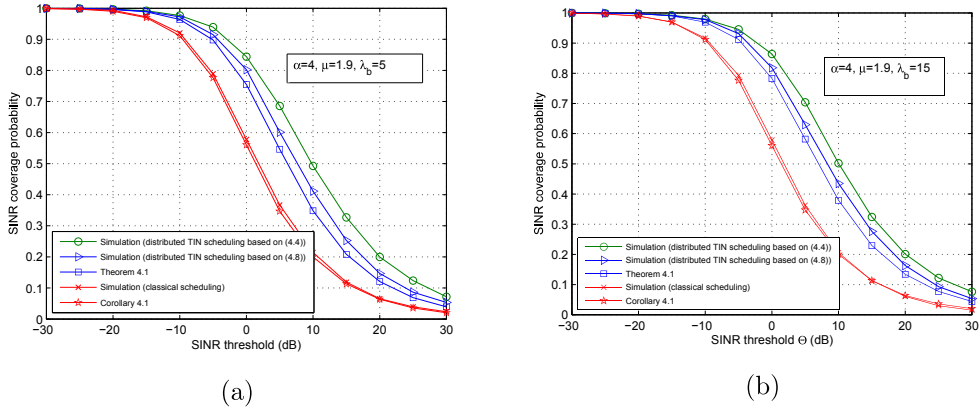 α=4, μ=1.9, λb=5
SINR coverage probability
1
0.9
0.8
0.7
0.6
0.5
0.4
0.3
0.2
0.1
0
Simulation (distributed TIN scheduling based on (4.4))
Simulation (distributed TIN scheduling based on (4.8))
Theorem 4.1
Simulation (classical scheduling)
Corollary 4.1
−30 −20 −10 0 10 20 30
SINR threshold (dB)
(a)
α=4, μ=1.9, λb=15
SINR coverage probability
1
0.9
0.8
0.7
0.6
0.5
0.4
0.3
0.2
0.1
0
Simulation (distributed TIN scheduling based on (4.4))
Simulation (distributed TIN scheduling based on (4.8))
Theorem 4.1
Simulation (classical scheduling)
Corollary 4.1
−30 −20 −10 0 10 20 30
SINR threshold Θ (dB)
(b)